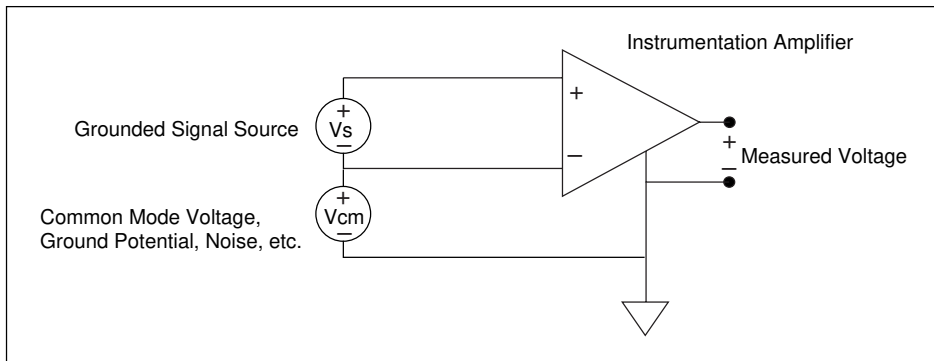 Instrumentation Amplifier
+
+
Grounded Signal Source
Vs
+
Measured Voltage
–
–
–
+
Common Mode Voltage,
Vcm
Ground Potential, Noise, etc.
–